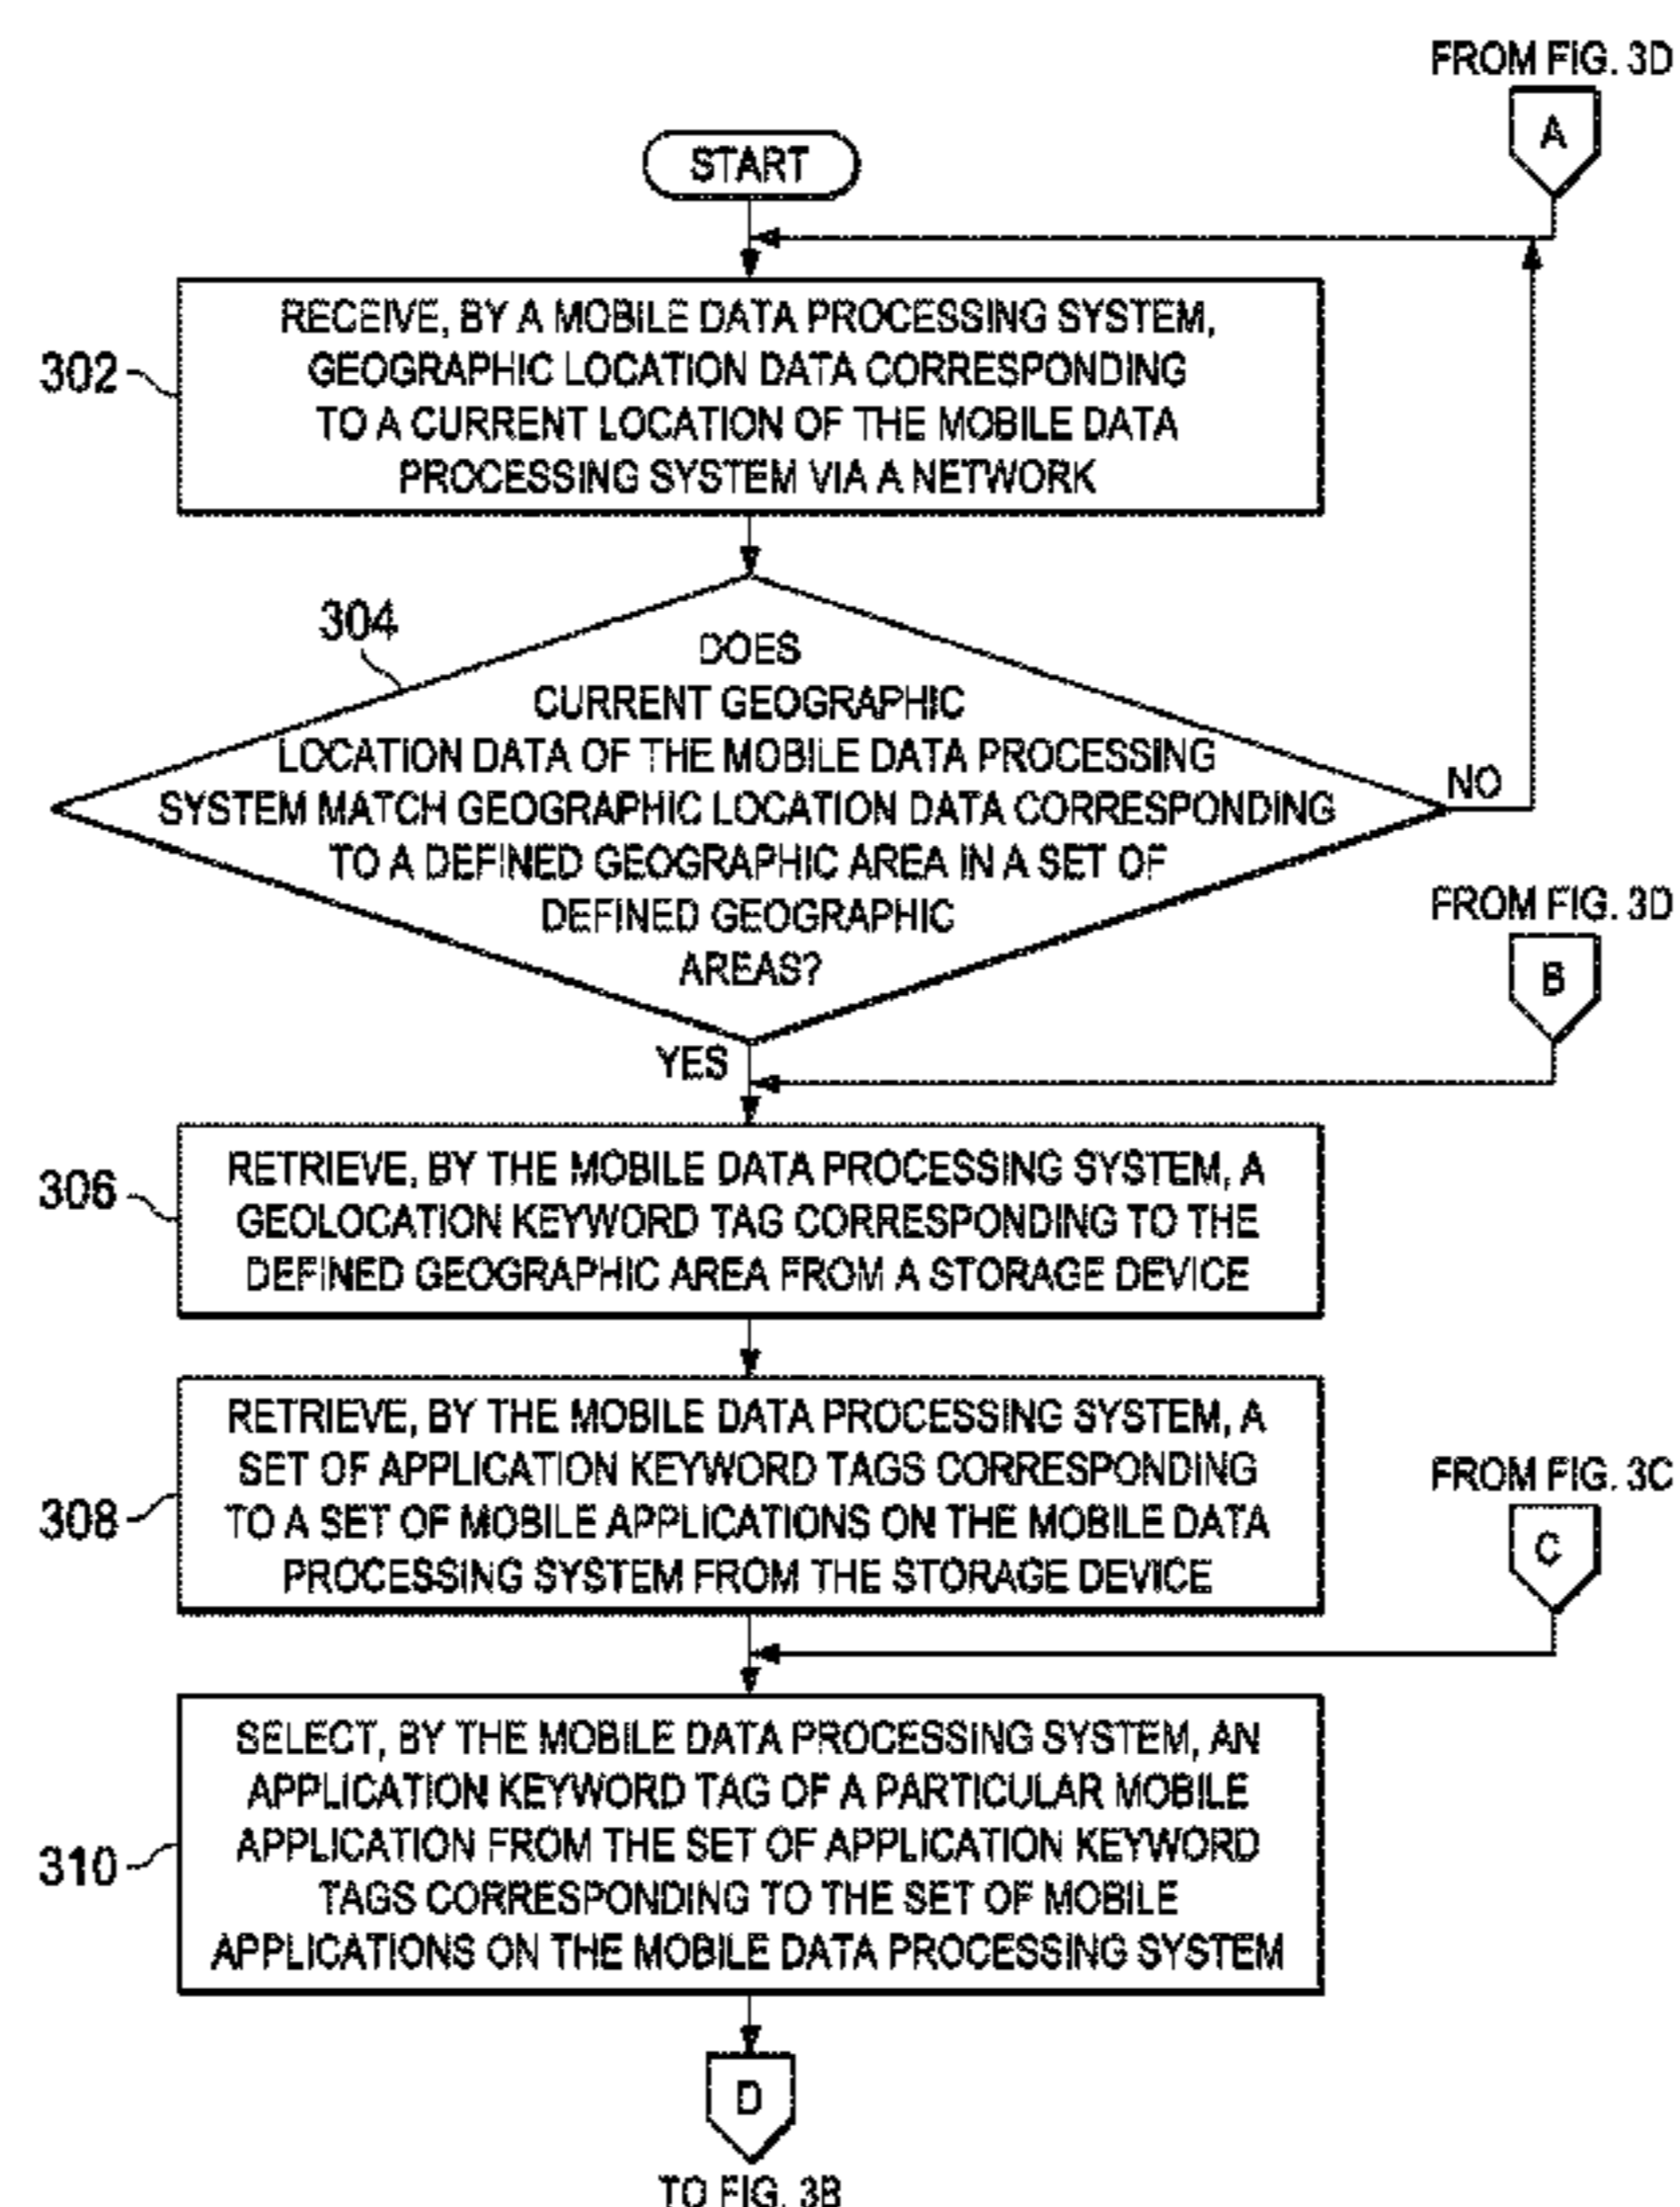 FROM FIG. 3D
A
START
302
RECEIVE, BY A MOBILE DATA PROCESSING SYSTEM,
GEOGRAPHIC LOCATION DATA CORRESPONDING
TO A CURRENT LOCATION OF THE MOBILE DATA
PROCESSING SYSTEM VIA A NETWORK
304
DOES
CURRENT GEOGRAPHIC
LOCATION DATA OF THE MOBILE DATA PROCESSING
SYSTEM MATCH GEOGRAPHIC LOCATION DATA CORRESPONDING
TO A DEFINED GEOGRAPHIC AREA IN A SET OF
DEFINED GEOGRAPHIC
AREAS?
NO
FROM FIG. 3D
B
YES
306
RETRIEVE, BY THE MOBILE DATA PROCESSING SYSTEM, A
GEOLOCATION KEYWORD TAG CORRESPONDING TO THE
DEFINED GEOGRAPHIC AREA FROM A STORAGE DEVICE
308
RETRIEVE, BY THE MOBILE DATA PROCESSING SYSTEM, A
SET OF APPLICATION KEYWORD TAGS CORRESPONDING
TO A SET OF MOBILE APPLICATIONS ON THE MOBILE DATA
PROCESSING SYSTEM FROM THE STORAGE DEVICE
FROM FIG. 3C
C
310
SELECT, BY THE MOBILE DATA PROCESSING SYSTEM, AN
APPLICATION KEYWORD TAG OF A PARTICULAR MOBILE
APPLICATION FROM THE SET OF APPLICATION KEYWORD
TAGS CORRESPONDING TO THE SET OF MOBILE
APPLICATIONS ON THE MOBILE DATA PROCESSING SYSTEM
D
TO FIG. 3B